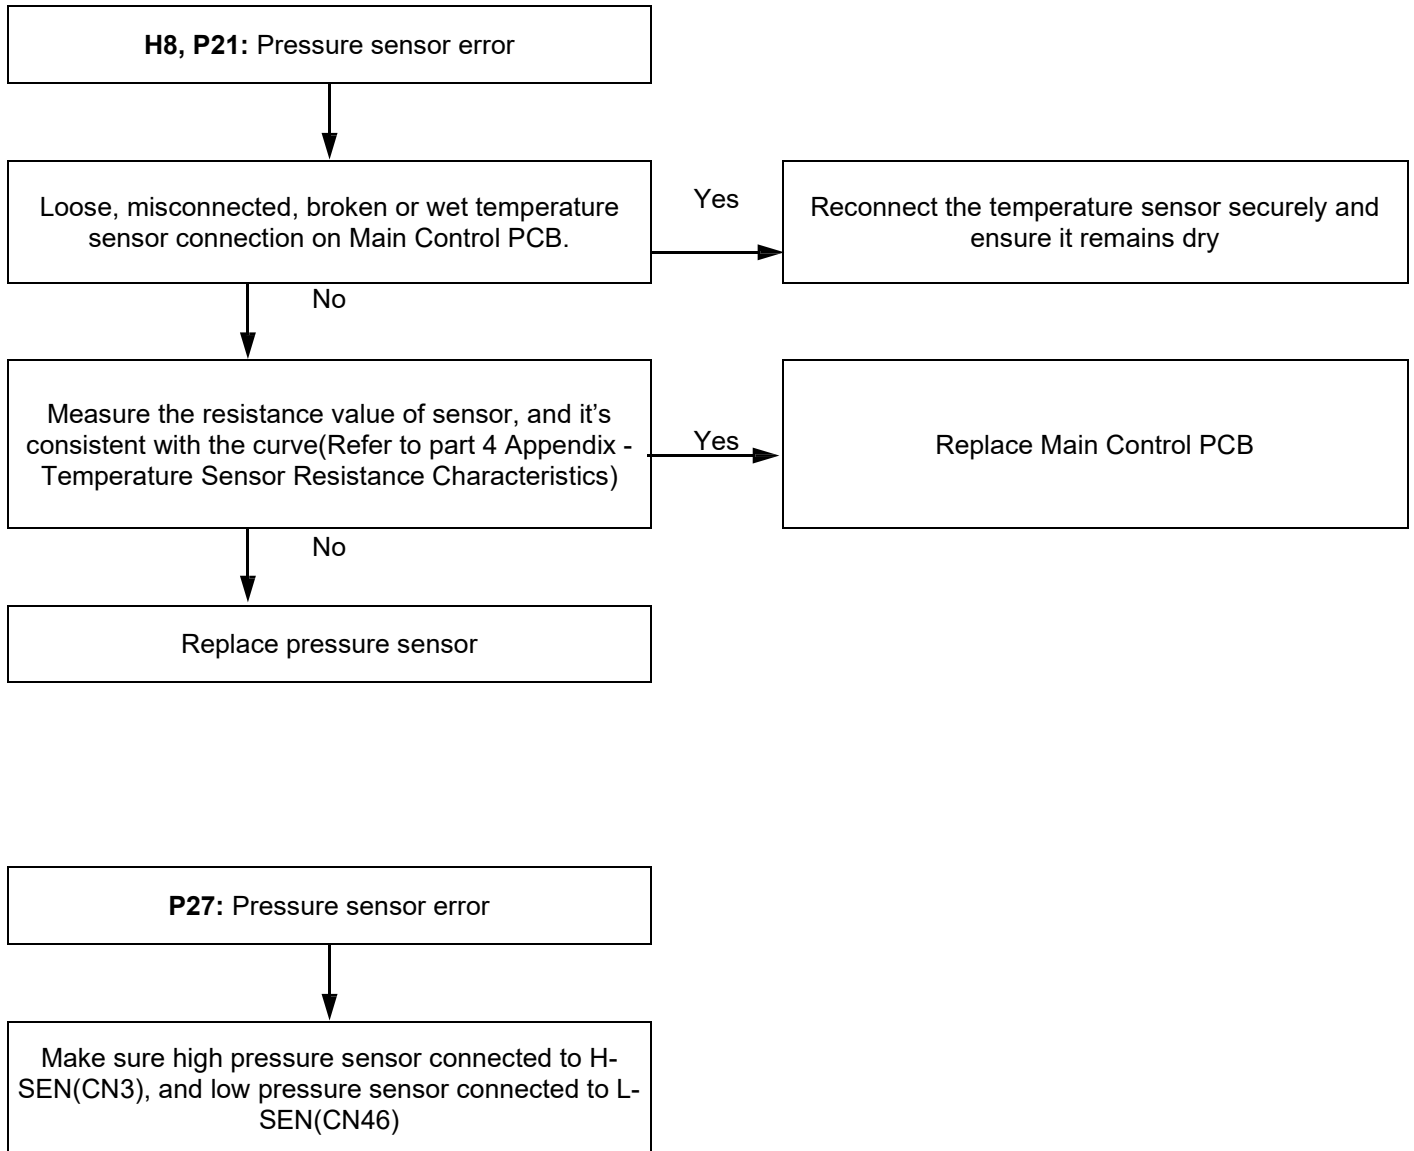 H8, P21: Pressure sensor error
Loose, misconnected, broken or wet temperature
sensor connection on Main Control PCB.
Yes
Reconnect the temperature sensor securely and
ensure it remains dry
No
Measure the resistance value of sensor, and it’s
consistent with the curve(Refer to part 4 Appendix -
Temperature Sensor Resistance Characteristics)
Yes
Replace Main Control PCB
No
Replace pressure sensor
P27: Pressure sensor error
Make sure high pressure sensor connected to H-
SEN(CN3), and low pressure sensor connected to L-
SEN(CN46)